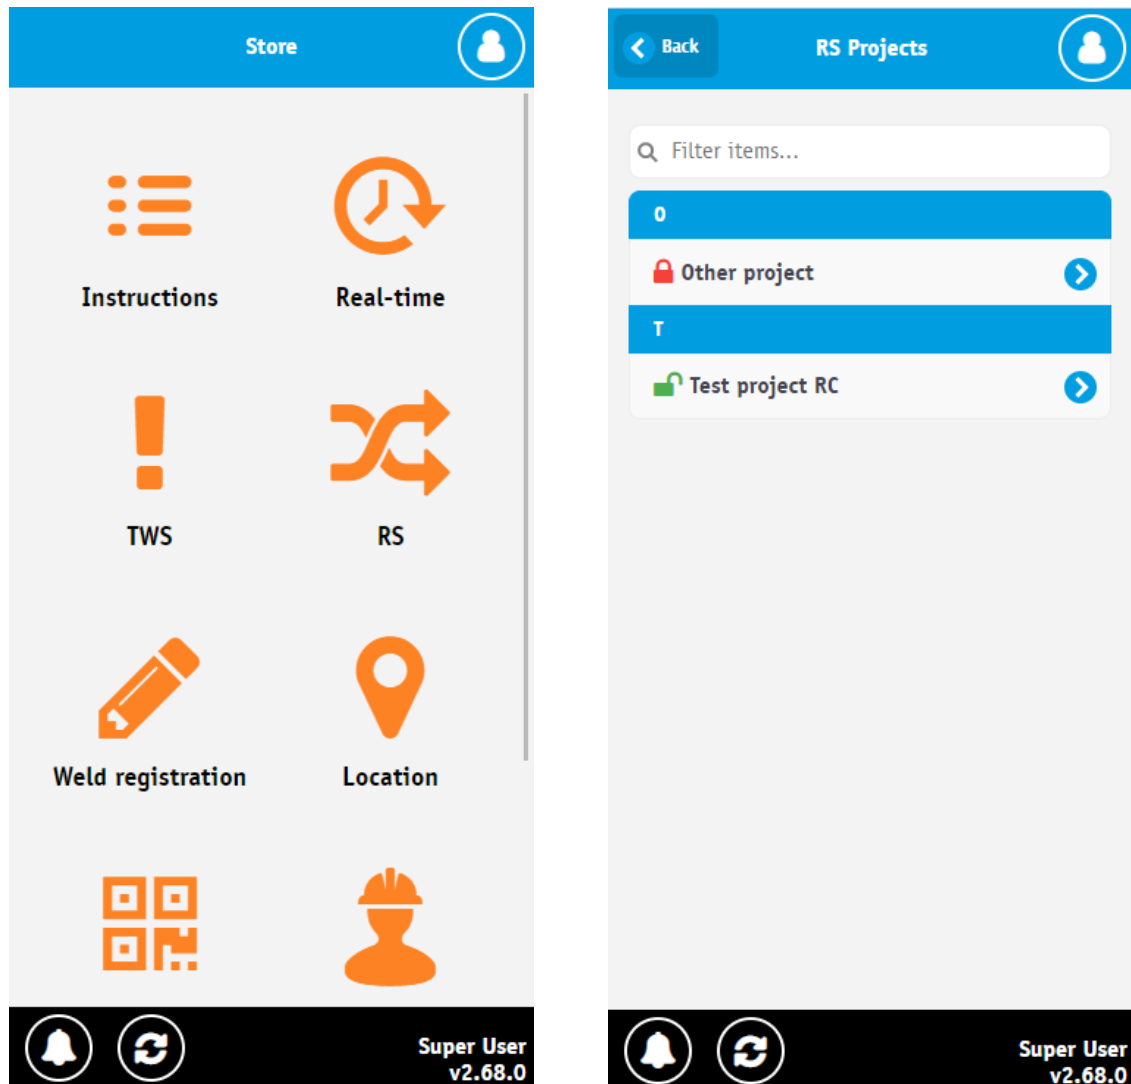 Store
Instructions
Real-time
TWS
RS
Weld registration
Location
Super User
v2.68.0
Back
RS Projects
Filter items...
O
Other project
T
Test project RC
Super User
v2.68.0